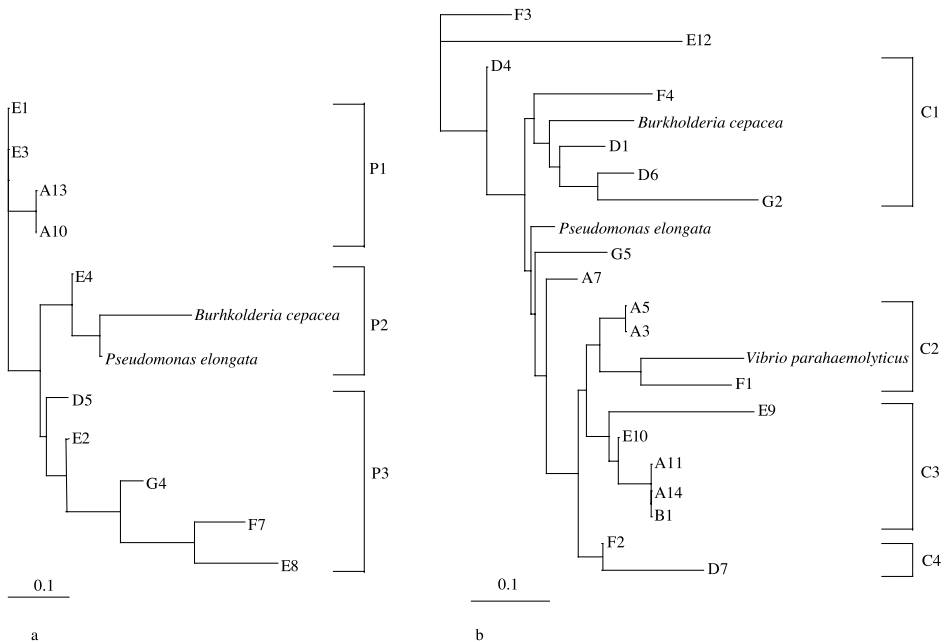 E1
E3
A13
A10
P1
E4
Burhkolderia cepacea
Pseudomonas elongata
P2
D5
E2
G4
F7
E8
P3
0.1
a
F3
E12
D4
F4
Burkholderia cepacea
D1
D6
G2
C1
Pseudomonas elongata
G5
A7
A5
A3
Vibrio parahaemolyticus
F1
C2
E9
E10
A11
A14
B1
C3
F2
D7
C4
0.1
b